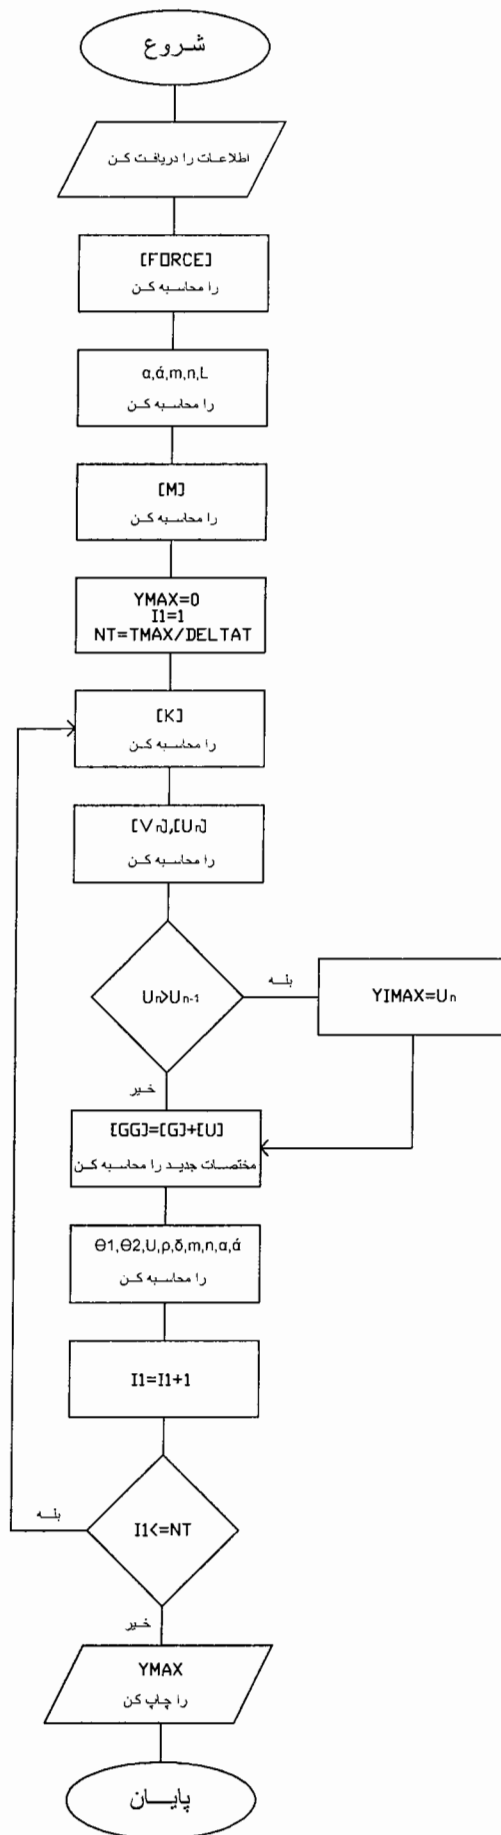 شروع
اطلاعات را دریافت کن
[FORCE]
را محاسبه کن
α,ά,m,n,L
را محاسبه کن
[M]
را محاسبه کن
YMAX=0
I1=1
NT=TMAX/DELTAT
[K]
را محاسبه کن
[Vn],[Un]
را محاسبه کن
Un>Un-1
بله
YIMAX=Un
خیر
[GG]=[G]+[U]
مختصات جدید را محاسبه کن
Θ1,Θ2,U,ρ,δ,m,n,α,ά
را محاسبه کن
I1=I1+1
I1<=NT
بله
خیر
YMAX
را چاپ کن
پایان